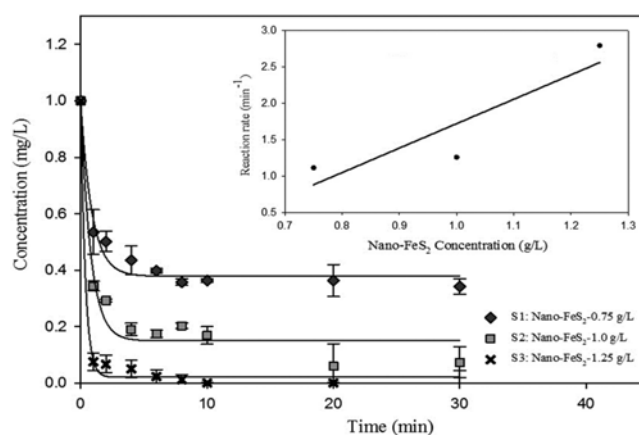 1.2
1.0
0.8
0.6
0.4
0.2
0.0
Concentration (mg/L)
0 10 20 30 40
Time (min)
3.0
2.5
2.0
1.5
1.0
0.5
Reaction rate (min⁻¹)
0.7 0.8 0.9 1.0 1.1 1.2 1.3
Nano-FeS₂ Concentration (g/L)
S1: Nano-FeS₂-0.75 g/L
S2: Nano-FeS₂-1.0 g/L
S3: Nano-FeS₂-1.25 g/L